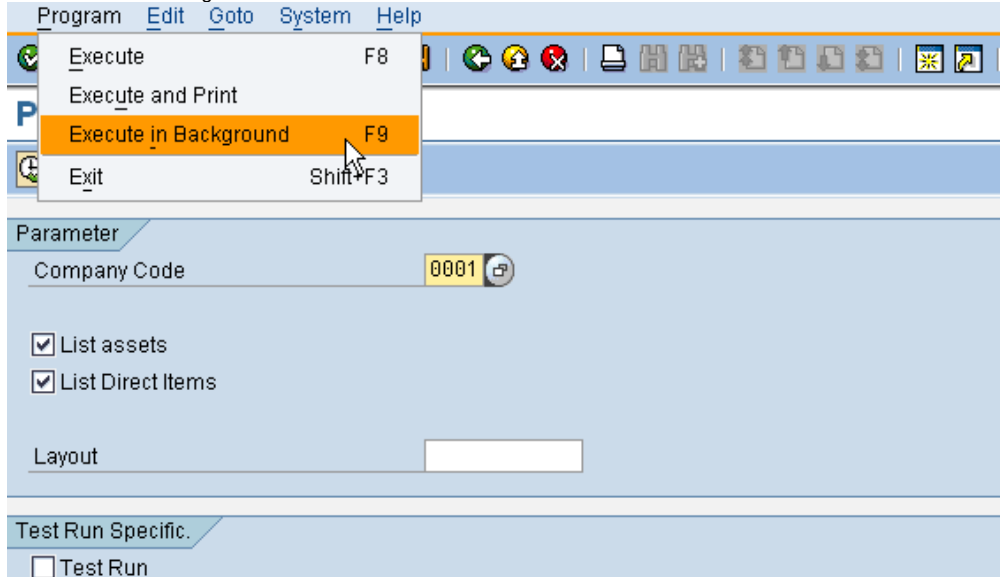 Program Edit Goto System Help
Execute F8
Execute and Print
P
Execute in Background F9
Exit Shift+F3
Parameter
Company Code 0001
List assets
List Direct Items
Layout
Test Run Specific.
Test Run